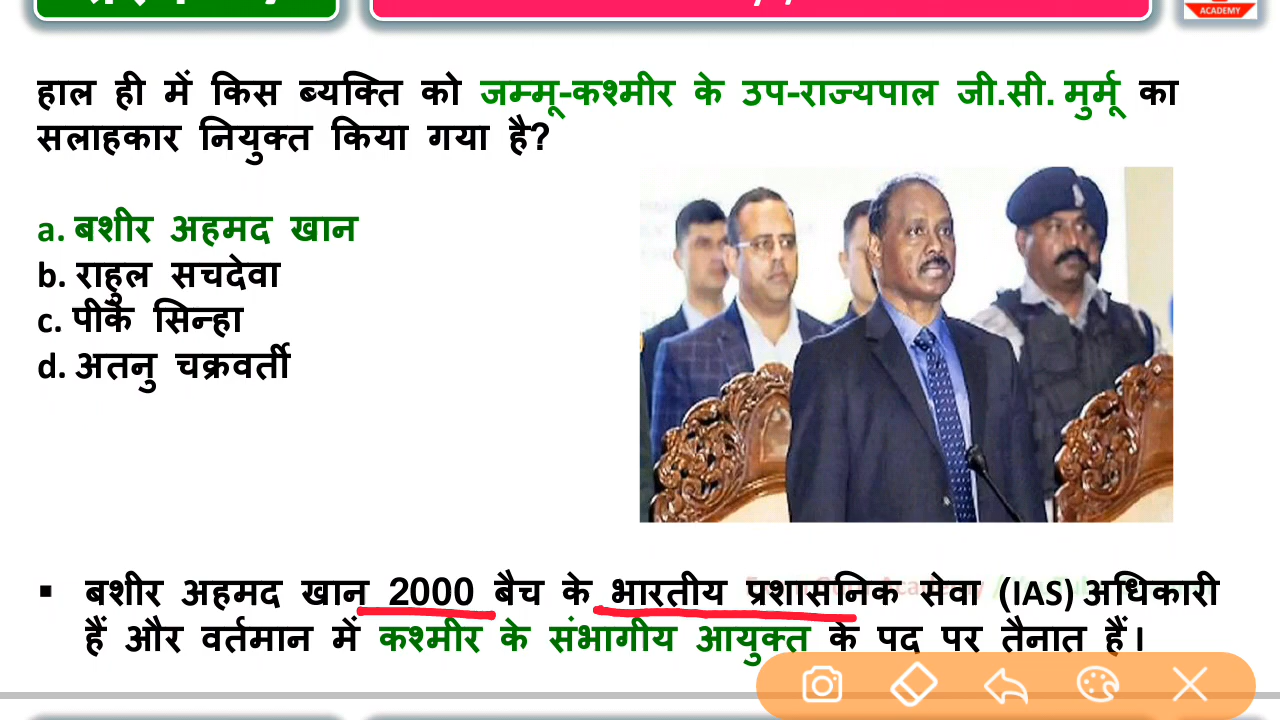 ACADEMY
हाल ही में किस ब्यक्ति को जम्मू-कश्मीर के उप-राज्यपाल जी.सी. मुर्मू का
सलाहकार नियुक्त किया गया है?
a. बशीर अहमद खान
b. राहुल सचदेवा
c. पीके सिन्हा
d. अतनु चक्रवर्ती
▪ बशीर अहमद खान 2000 बैच के भारतीय प्रशासनिक सेवा (IAS) अधिकारी
हैं और वर्तमान में कश्मीर के संभागीय आयुक्त के पद पर तैनात हैं।